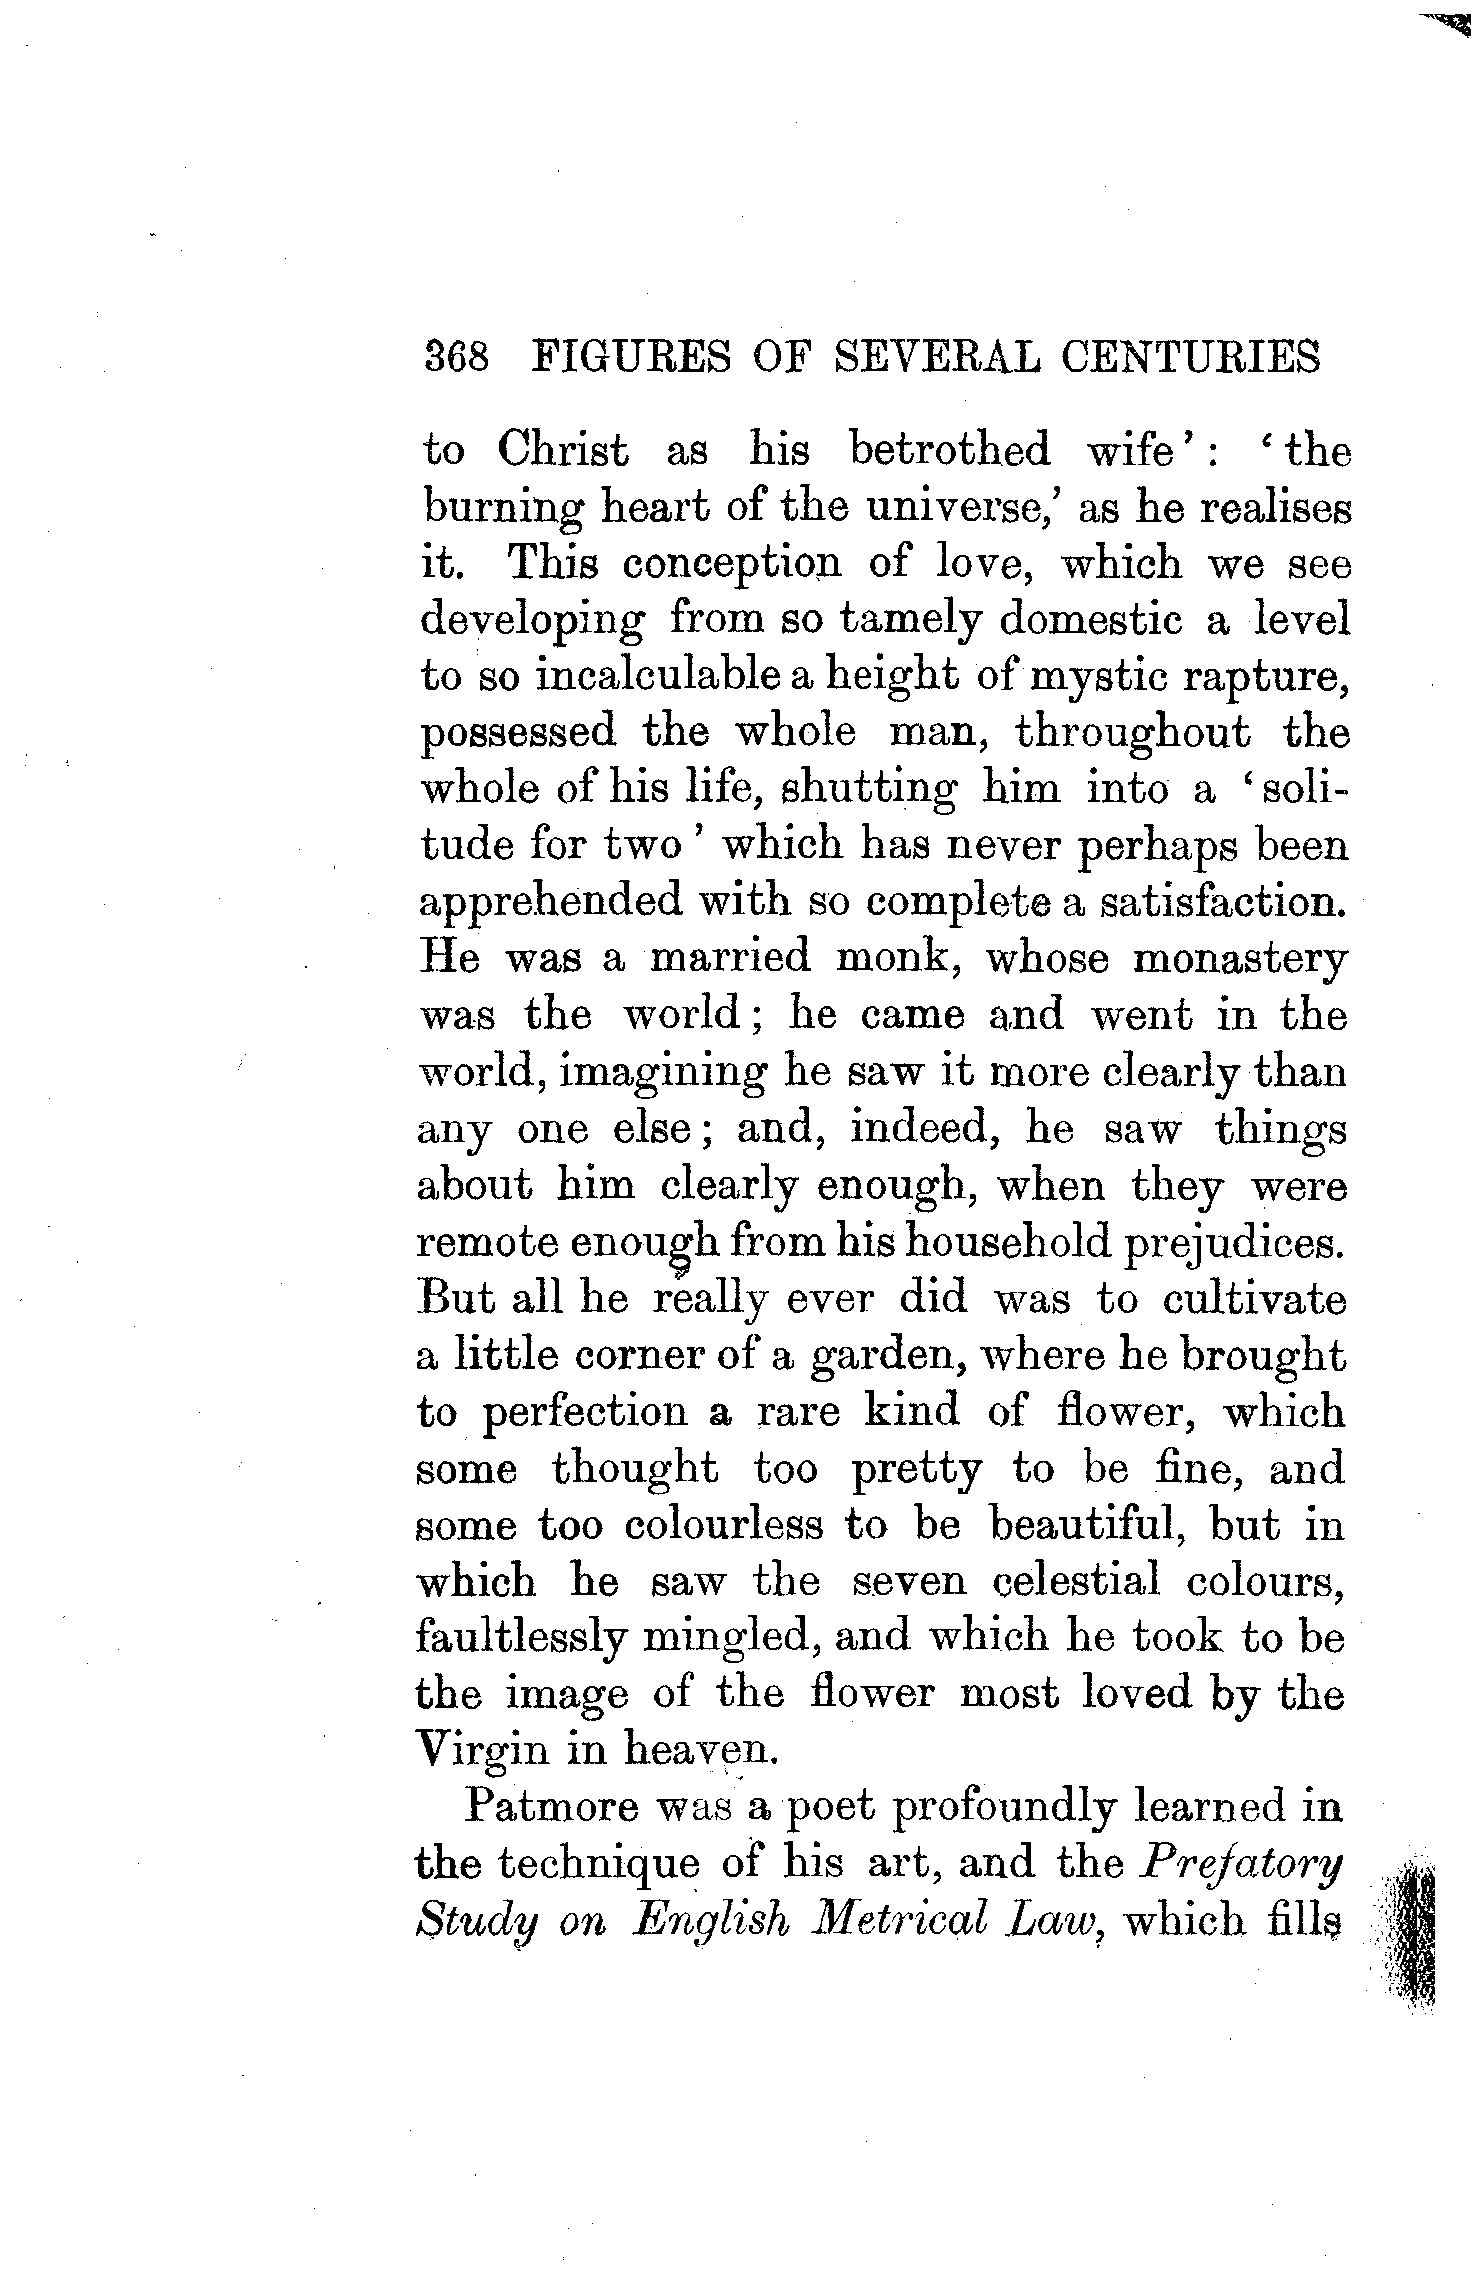 368 FIGURES OF SEVERAL CENTURIES
to Christ as his betrothed wife’: ‘the
burning heart of the universe,’ as he realises
it. This conception of love, which we see
developing from so tamely domestic a level
to so incalculable a height of mystic rapture,
possessed the whole man, throughout the
whole of his life, shutting him into a ‘soli-
tude for two’ which has never perhaps been
apprehended with so complete a satisfaction.
He was a married monk, whose monastery
was the world; he came and went in the
world, imagining he saw it more clearly than
any one else; and, indeed, he saw things
about him clearly enough, when they were
remote enough from his household prejudices.
But all he really ever did was to cultivate
a little corner of a garden, where he brought
to perfection a rare kind of flower, which
some thought too pretty to be fine, and
some too colourless to be beautiful, but in
which he saw the seven celestial colours,
faultlessly mingled, and which he took to be
the image of the flower most loved by the
Virgin in heaven.
Patmore was a poet profoundly learned in
the technique of his art, and the Prefatory
Study on English Metrical Law, which fills